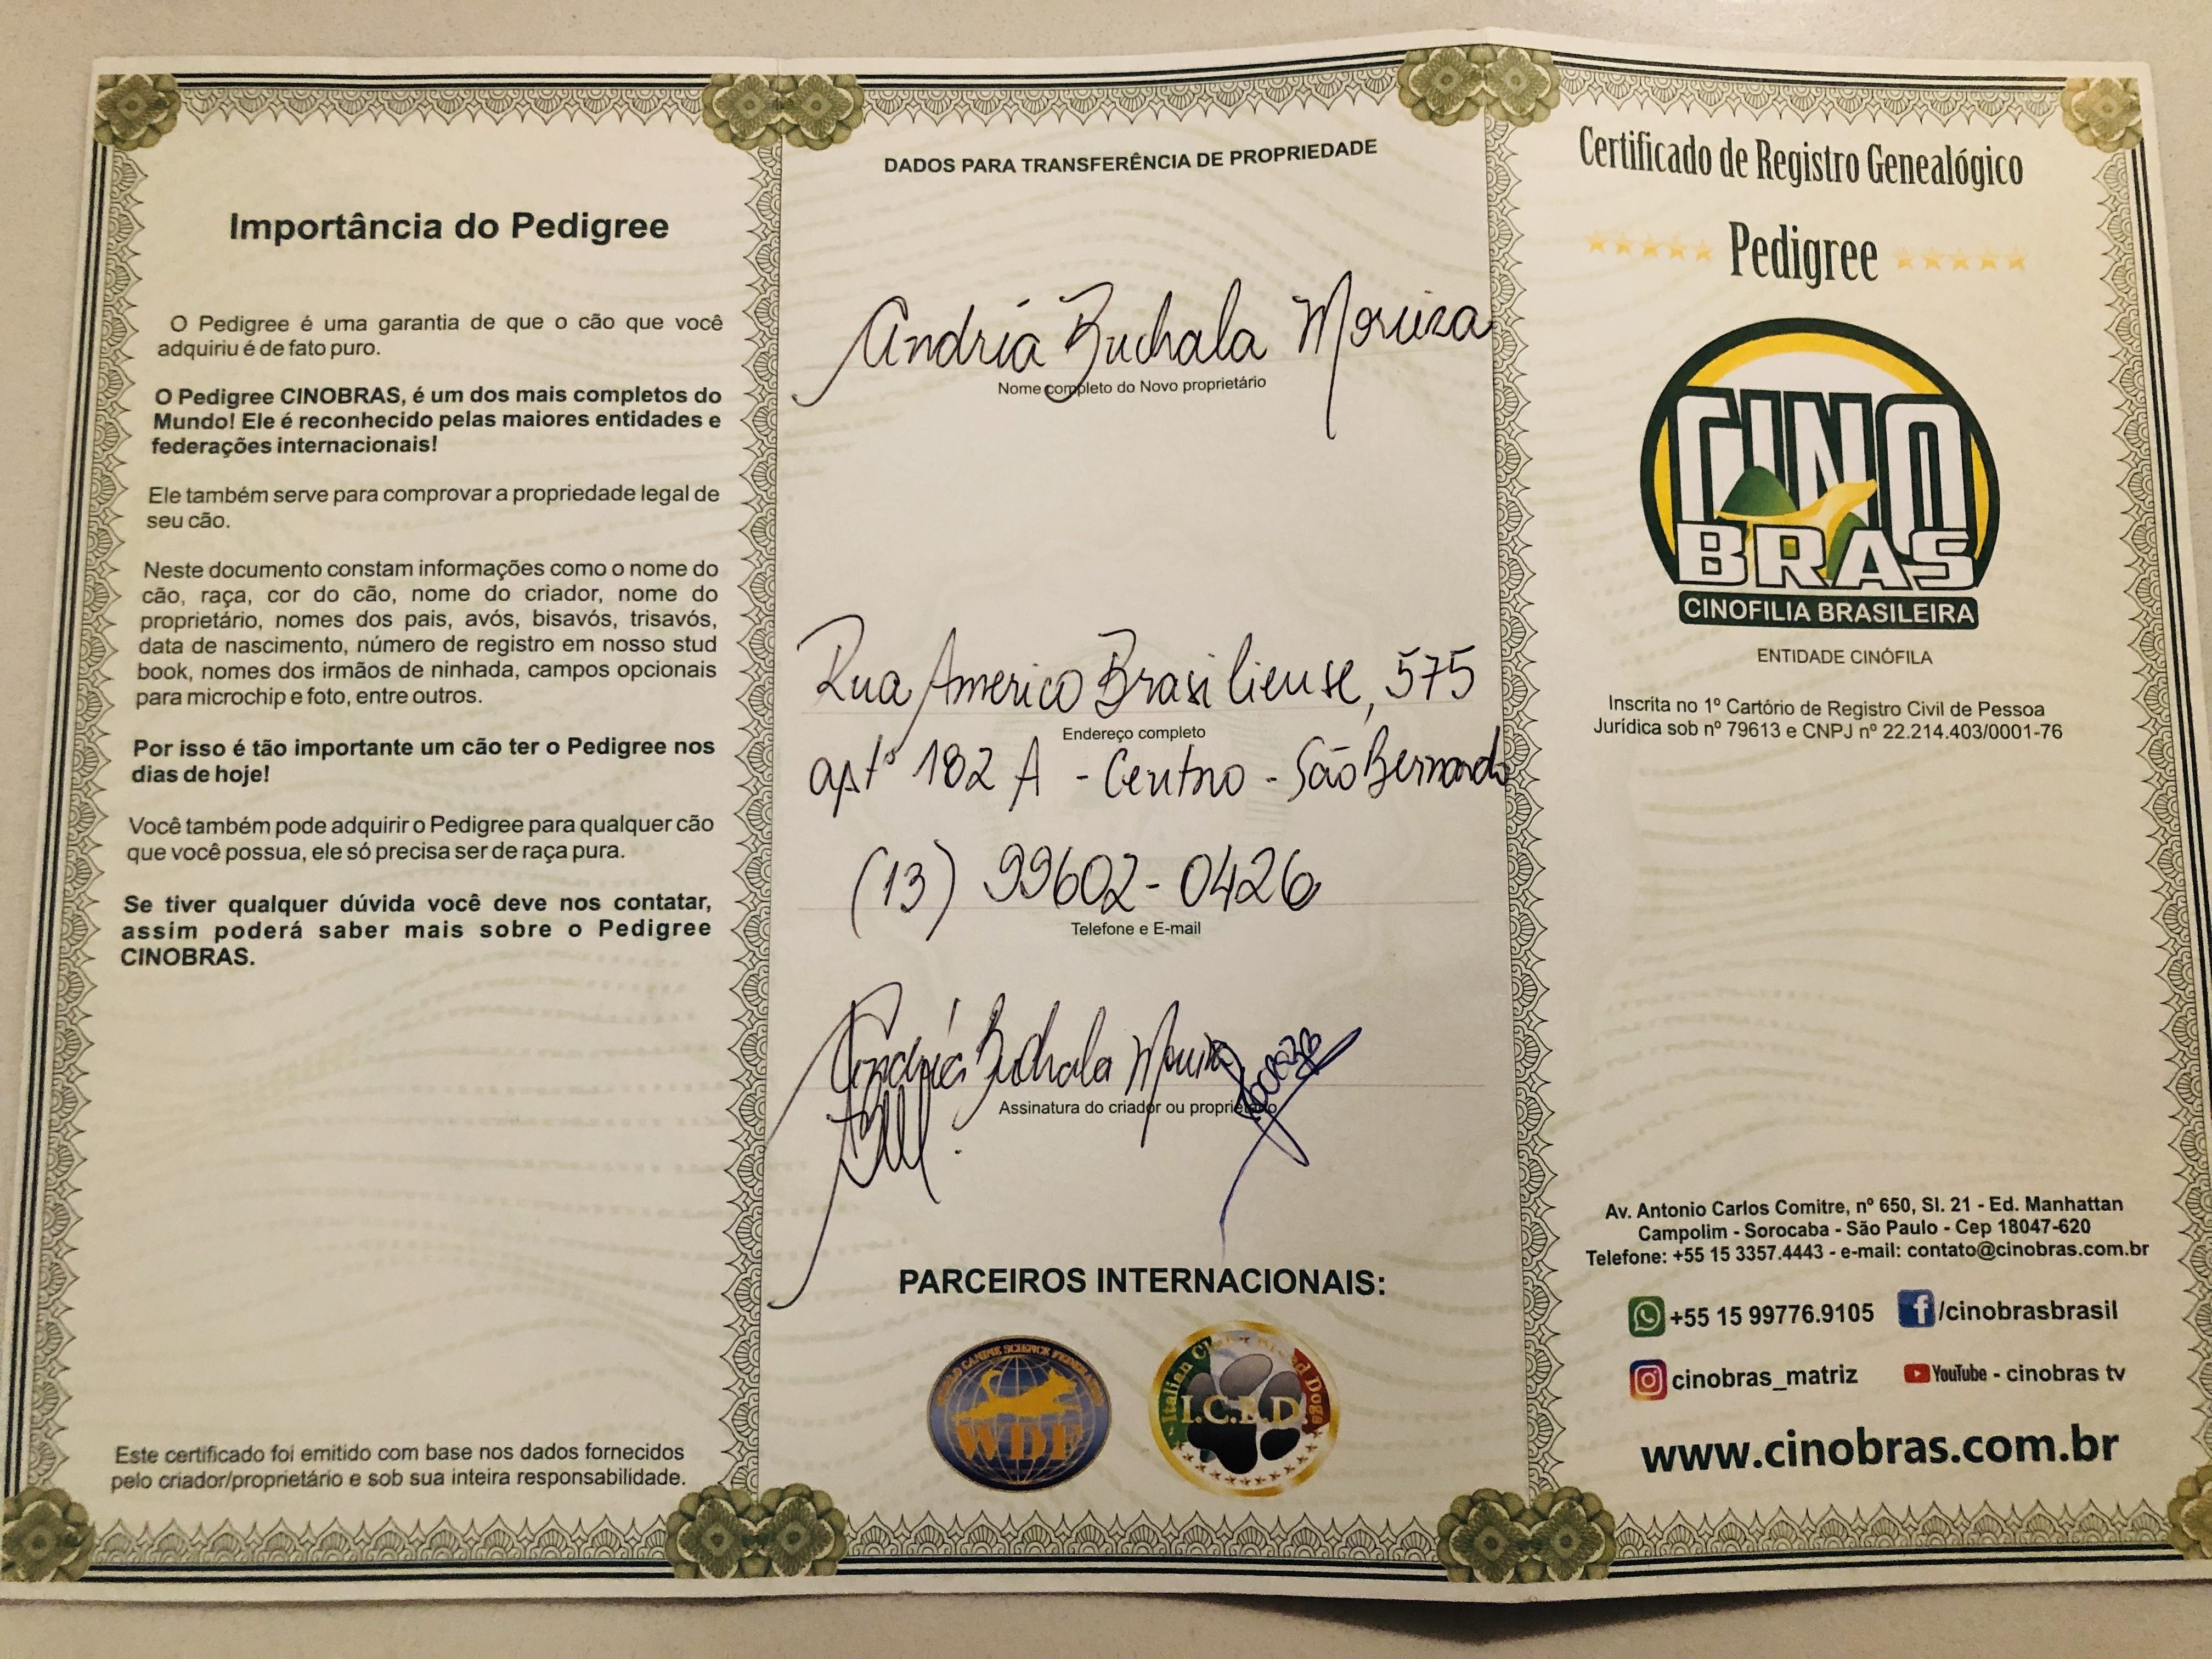 Importância do Pedigree
O Pedigree é uma garantia de que o cão que você
adquiriu é de fato puro.
O Pedigree CINOBRAS, é um dos mais completos do
Mundo! Ele é reconhecido pelas maiores entidades e
federações internacionais!
Ele também serve para comprovar a propriedade legal de
seu cão.
Neste documento constam informações como o nome do
cão, raça, cor do cão, nome do criador, nome do
proprietário, nomes dos pais, avós, bisavós, trisavós,
data de nascimento, número de registro em nosso stud
book, nomes dos irmãos de ninhada, campos opcionais
para microchip e foto, entre outros.
Por isso é tão importante um cão ter o Pedigree nos
dias de hoje!
Você também pode adquirir o Pedigree para qualquer cão
que você possua, ele só precisa ser de raça pura.
Se tiver qualquer dúvida você deve nos contatar,
assim poderá saber mais sobre o Pedigree
CINOBRAS.
Este certificado foi emitido com base nos dados fornecidos
pelo criador/proprietário e sob sua inteira responsabilidade.
DADOS PARA TRANSFERÊNCIA DE PROPRIEDADE
Andréa Buchala
Nome completo do Novo proprietário
Rua Americo Brasiliense, 575
Endereço completo
aptº 182 A - Centro - São Bernardo
(13) 99602-0426
Telefone e E-mail
Buchala
Assinatura do criador ou proprietário
PARCEIROS INTERNACIONAIS:
WORLD CANINE SCIENCE FEDERATION
WDF
Italian Dogs
I.C.B.D.
Certificado de Registro Genealógico
Pedigree
CINO
BRAS
CINOFILIA BRASILEIRA
ENTIDADE CINÓFILA
Inscrita no 1º Cartório de Registro Civil de Pessoa
Jurídica sob nº 79613 e CNPJ nº 22.214.403/0001-76
Av. Antonio Carlos Comitre, nº 650, Sl. 21 - Ed. Manhattan
Campolim - Sorocaba - São Paulo - Cep 18047-620
Telefone: +55 15 3357.4443 - e-mail: contato@cinobras.com.br
+55 15 99776.9105 /cinobrasbrasil
cinobras_matriz YouTube - cinobras tv
www.cinobras.com.br